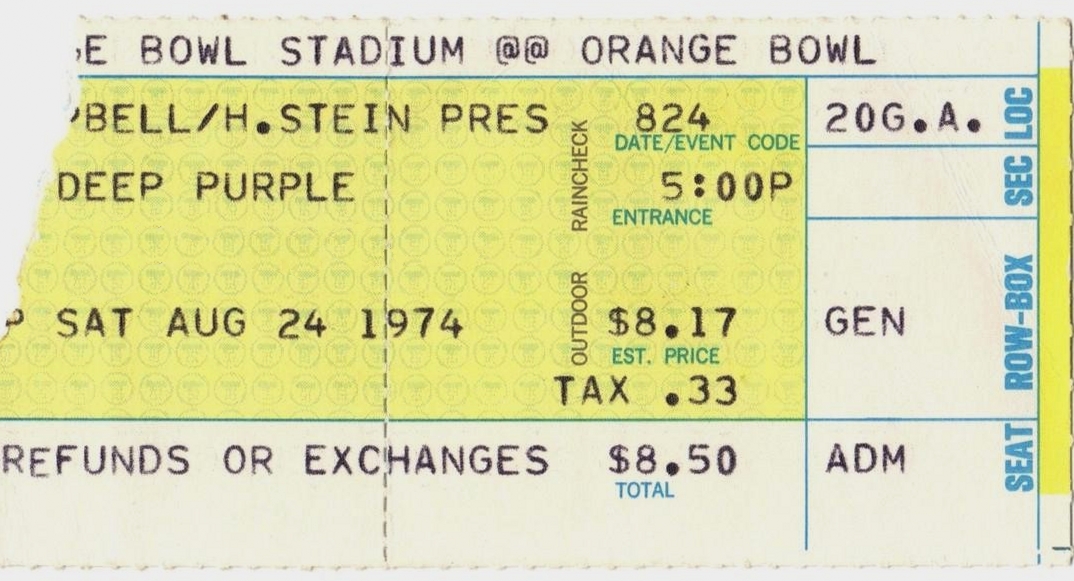 E BOWL STADIUM @@ ORANGE BOWL
PBELL/H.STEIN PRES 824 20G.A.
DATE/EVENT CODE
DEEP PURPLE 5:00P
ENTRANCE
RAINCHECK
OUTDOOR
P SAT AUG 24 1974 $8.17 GEN
EST. PRICE
TAX .33
REFUNDS OR EXCHANGES $8.50 ADM
TOTAL
LOC
SEC
ROW-BOX
SEAT